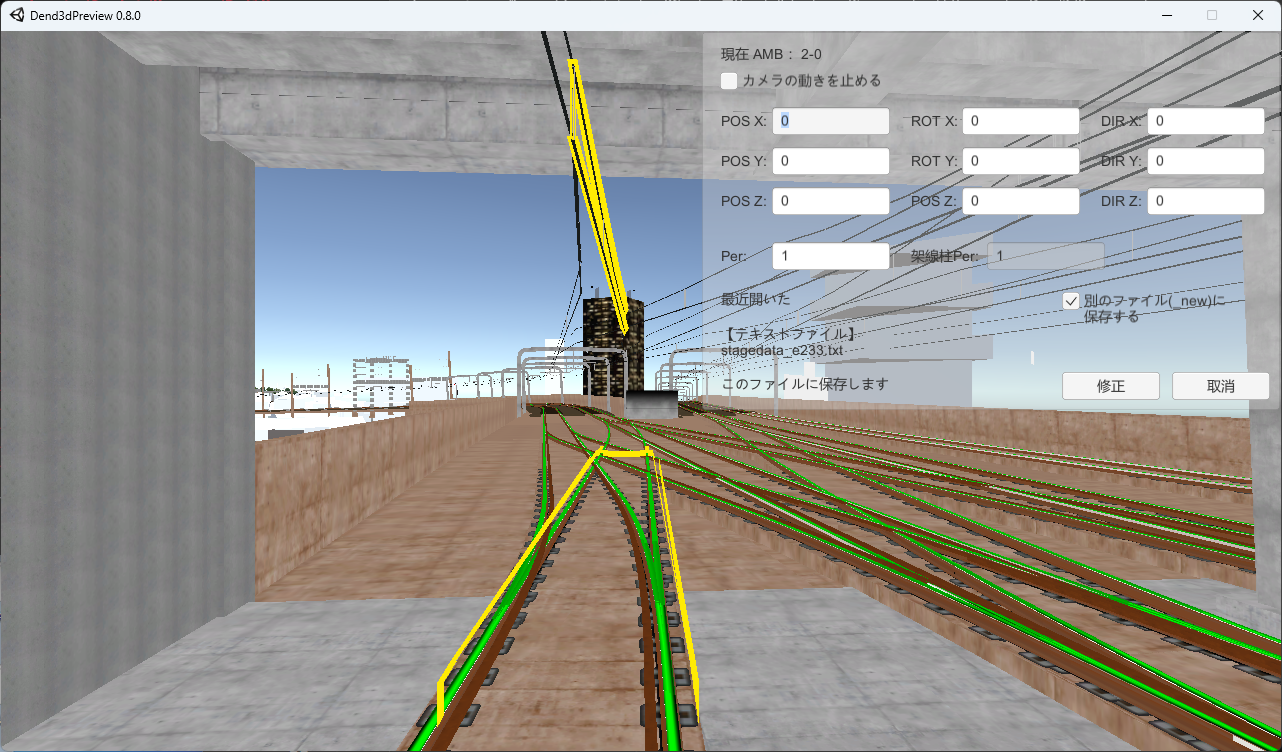 Dend3dPreview 0.8.0
現在 AMB : 2-0
カメラの動きを止める
POS X: 0 ROT X: 0 DIR X: 0
POS Y: 0 ROT Y: 0 DIR Y: 0
POS Z: 0 POS Z: 0 DIR Z: 0
Per: 1 架線柱Per: 1
最近開いた
別のファイル(_new)に
保存する
【テキストファイル】
stagedata_e233.txt
このファイルに保存します
修正 取消